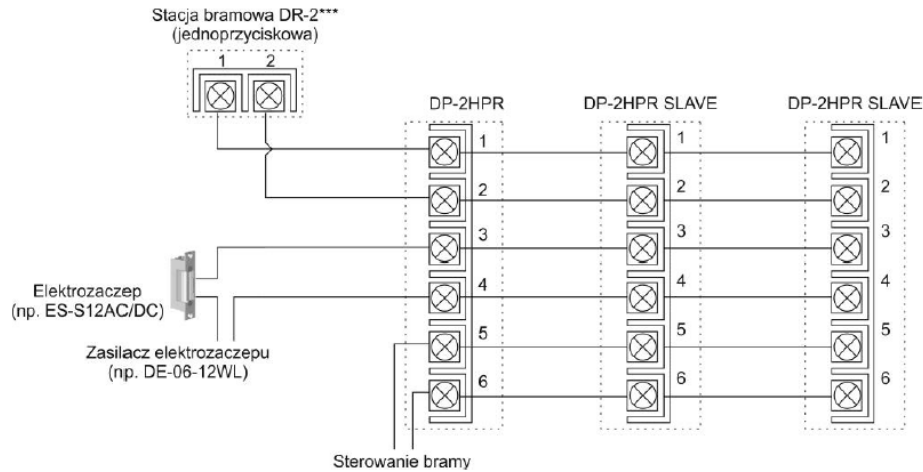 Stacja bramowa DR-2***
(jednoprzyciskowa)
1 2
DP-2HPR DP-2HPR SLAVE DP-2HPR SLAVE
1 1 1
2 2 2
3 3 3
Elektrozaczep
(np. ES-S12AC/DC)
4 4 4
Zasilacz elektrozaczepu
(np. DE-06-12WL)
5 5 5
6 6 6
Sterowanie bramy